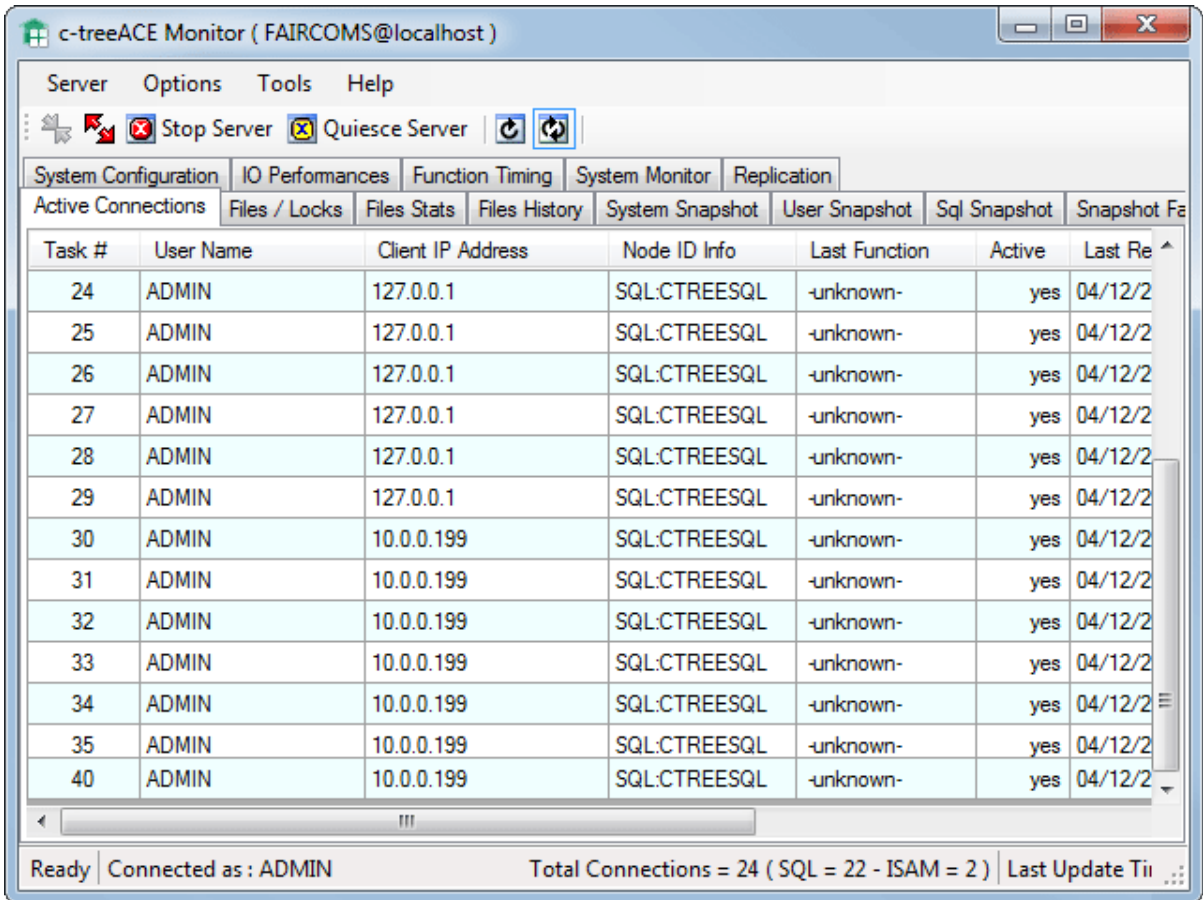 c-treeACE Monitor ( FAIRCOMS@localhost )
Server Options Tools Help
Stop Server Quiesce Server
System Configuration IO Performances Function Timing System Monitor Replication
Active Connections Files / Locks Files Stats Files History System Snapshot User Snapshot Sql Snapshot Snapshot Fa
Task # User Name Client IP Address Node ID Info Last Function Active Last Re
24 ADMIN 127.0.0.1 SQL:CTREESQL -unknown- yes 04/12/2
25 ADMIN 127.0.0.1 SQL:CTREESQL -unknown- yes 04/12/2
26 ADMIN 127.0.0.1 SQL:CTREESQL -unknown- yes 04/12/2
27 ADMIN 127.0.0.1 SQL:CTREESQL -unknown- yes 04/12/2
28 ADMIN 127.0.0.1 SQL:CTREESQL -unknown- yes 04/12/2
29 ADMIN 127.0.0.1 SQL:CTREESQL -unknown- yes 04/12/2
30 ADMIN 10.0.0.199 SQL:CTREESQL -unknown- yes 04/12/2
31 ADMIN 10.0.0.199 SQL:CTREESQL -unknown- yes 04/12/2
32 ADMIN 10.0.0.199 SQL:CTREESQL -unknown- yes 04/12/2
33 ADMIN 10.0.0.199 SQL:CTREESQL -unknown- yes 04/12/2
34 ADMIN 10.0.0.199 SQL:CTREESQL -unknown- yes 04/12/2
35 ADMIN 10.0.0.199 SQL:CTREESQL -unknown- yes 04/12/2
40 ADMIN 10.0.0.199 SQL:CTREESQL -unknown- yes 04/12/2
Ready Connected as : ADMIN Total Connections = 24 ( SQL = 22 - ISAM = 2 ) Last Update Ti